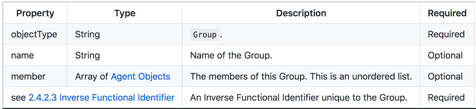 Property Type Description Required
objectType String Group. Required
name String Name of the Group. Optional
member Array of Agent Objects The members of this Group. This is an unordered list. Optional
see 2.4.2.3 Inverse Functional Identifier An Inverse Functional Identifier unique to the Group. Required